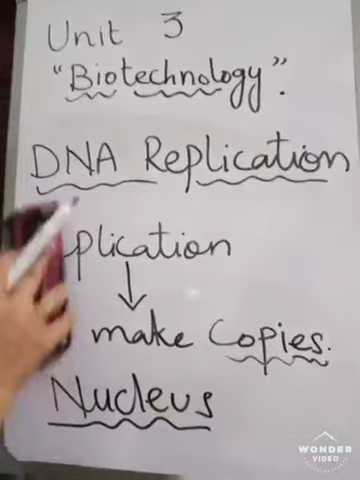 Unit 3
"Biotechnology".
DNA Replication
plication
make Copies.
Nucleus
WONDER
VIDEO